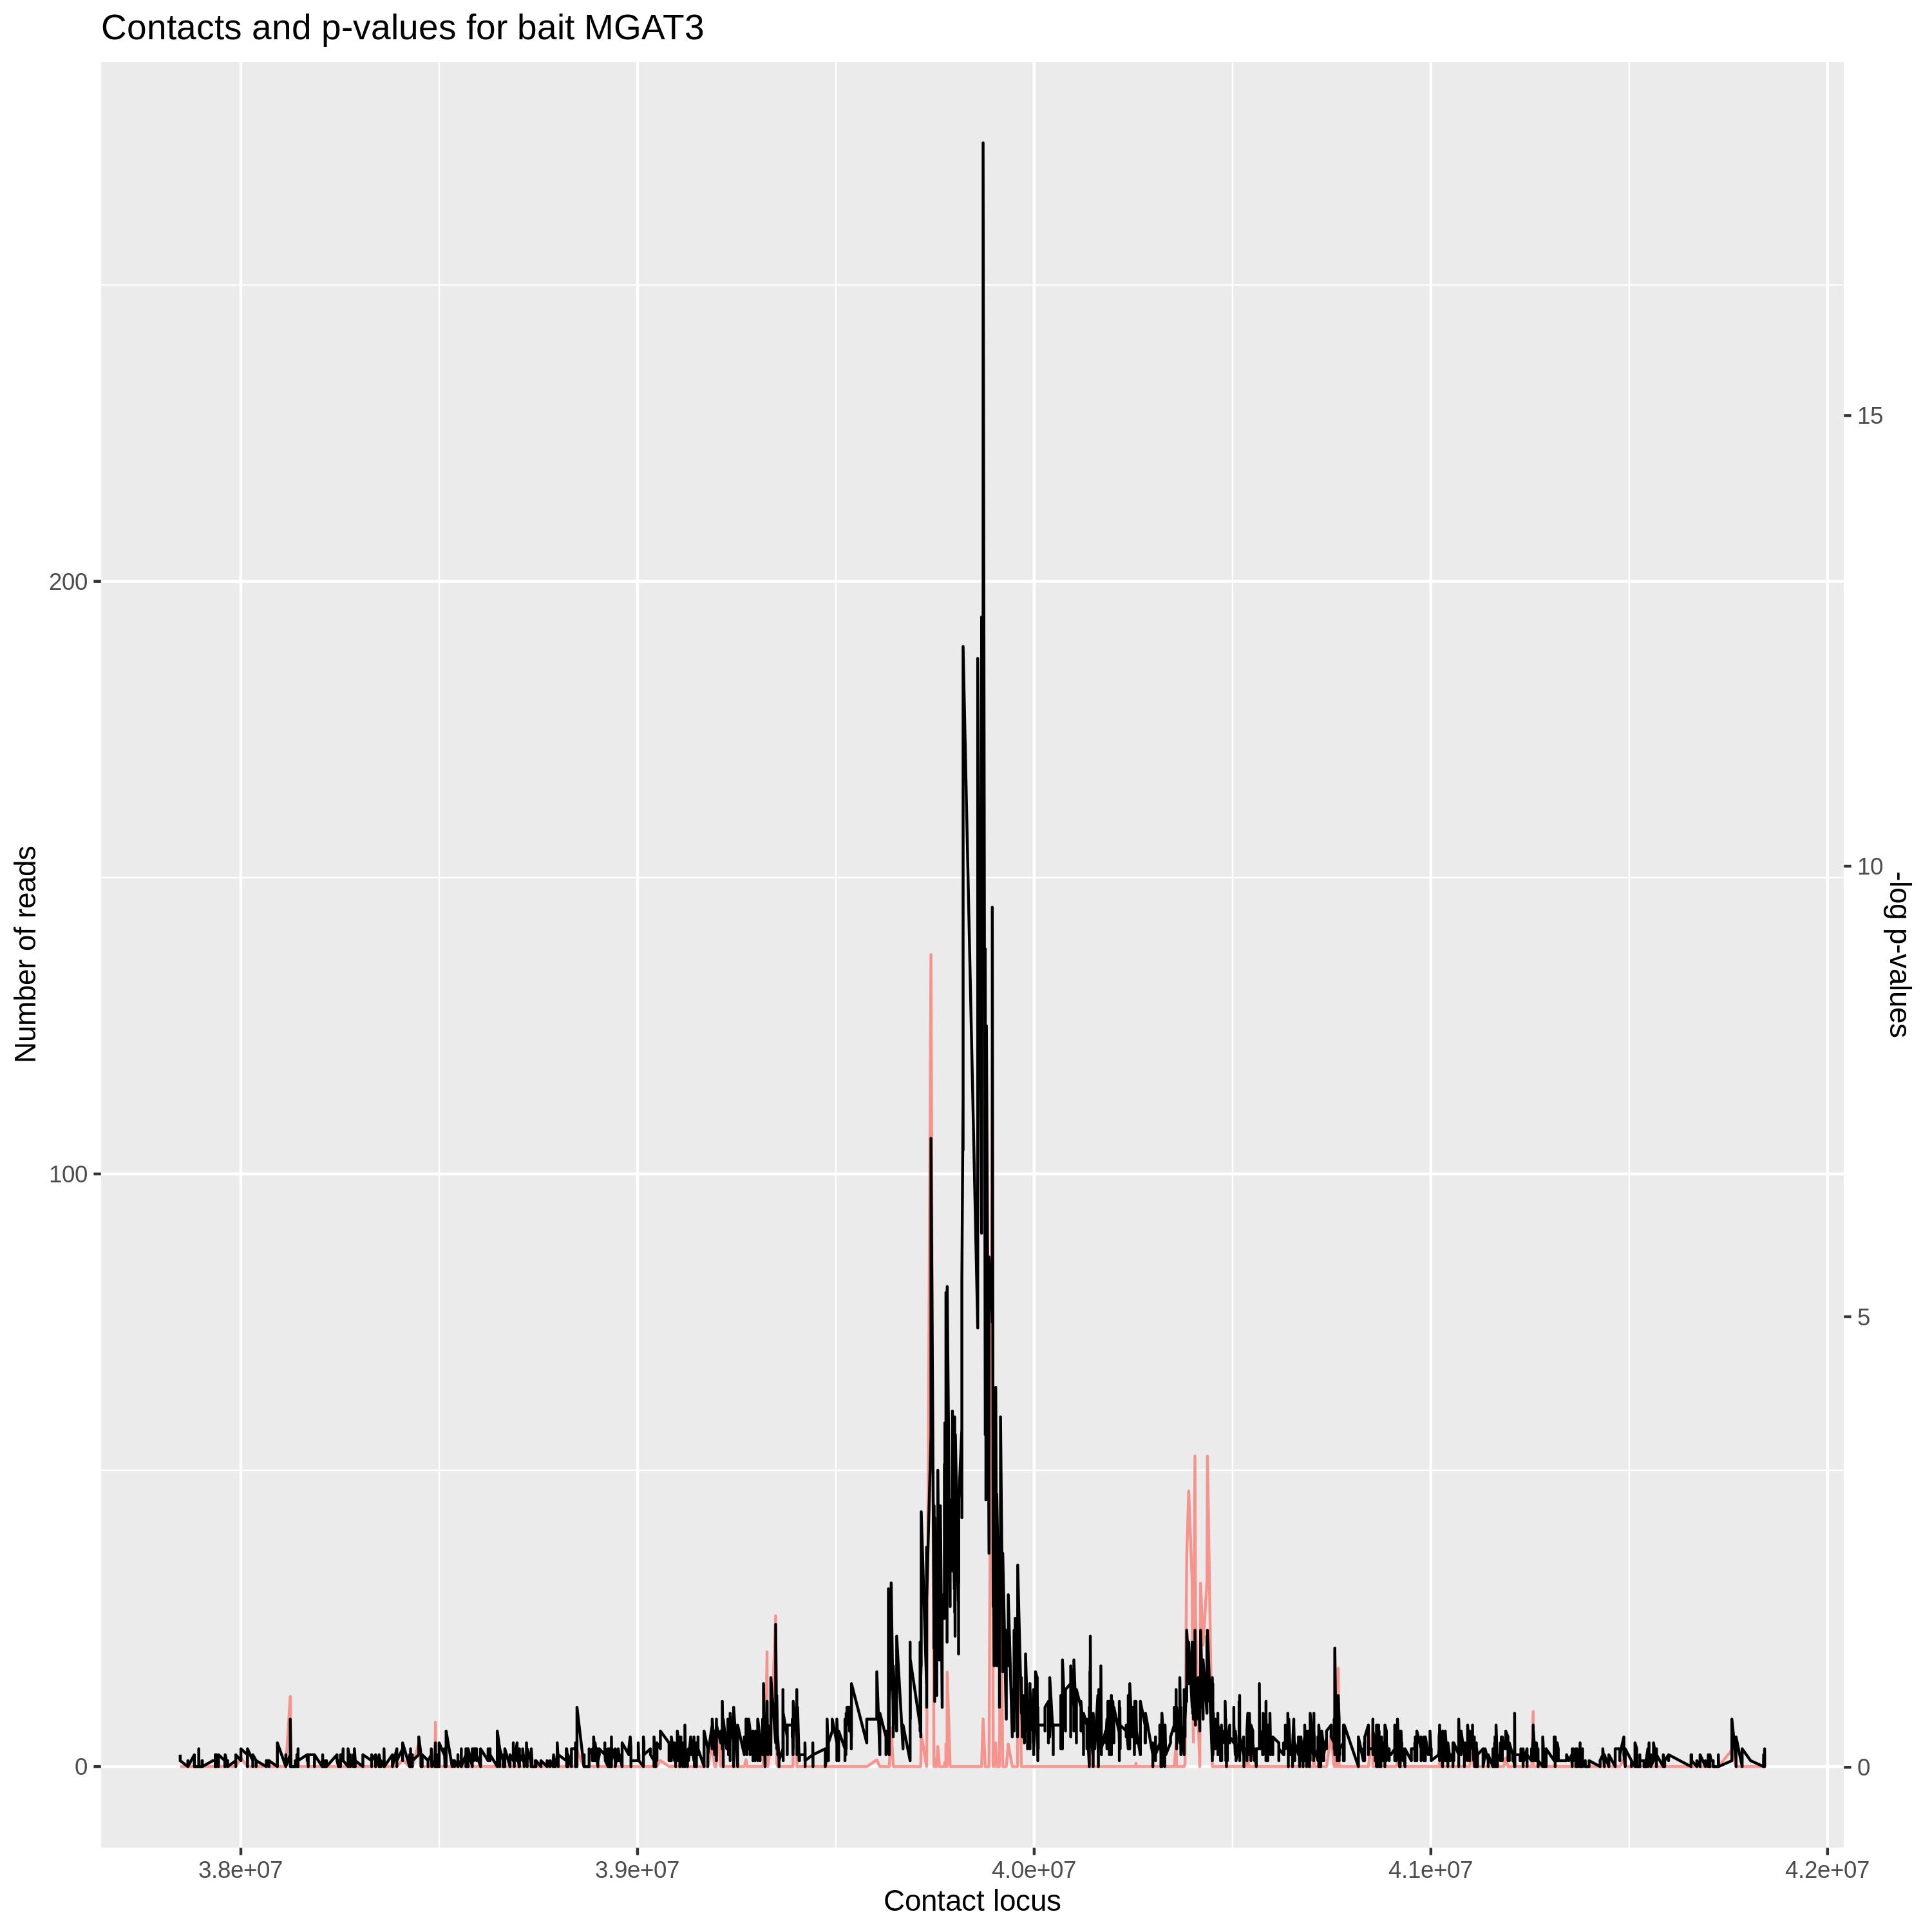 Contacts and p-values for bait MGAT3
Number of reads
200
100
0
15
10
5
0
-log p-values
3.8e+07 3.9e+07 4.0e+07 4.1e+07 4.2e+07
Contact locus